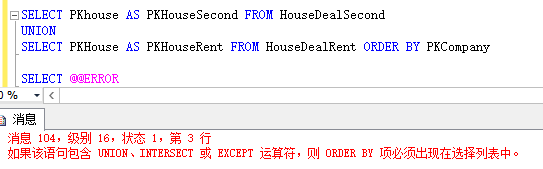 SELECT PKhouse AS PKHouseSecond FROM HouseDealSecond
UNION
SELECT PKhouse AS PKHouseRent FROM HouseDealRent ORDER BY PKCompany
SELECT @@ERROR
0 %
消息
消息 104，级别 16，状态 1，第 3 行
如果该语句包含 UNION、INTERSECT 或 EXCEPT 运算符，则 ORDER BY 项必须出现在选择列表中。